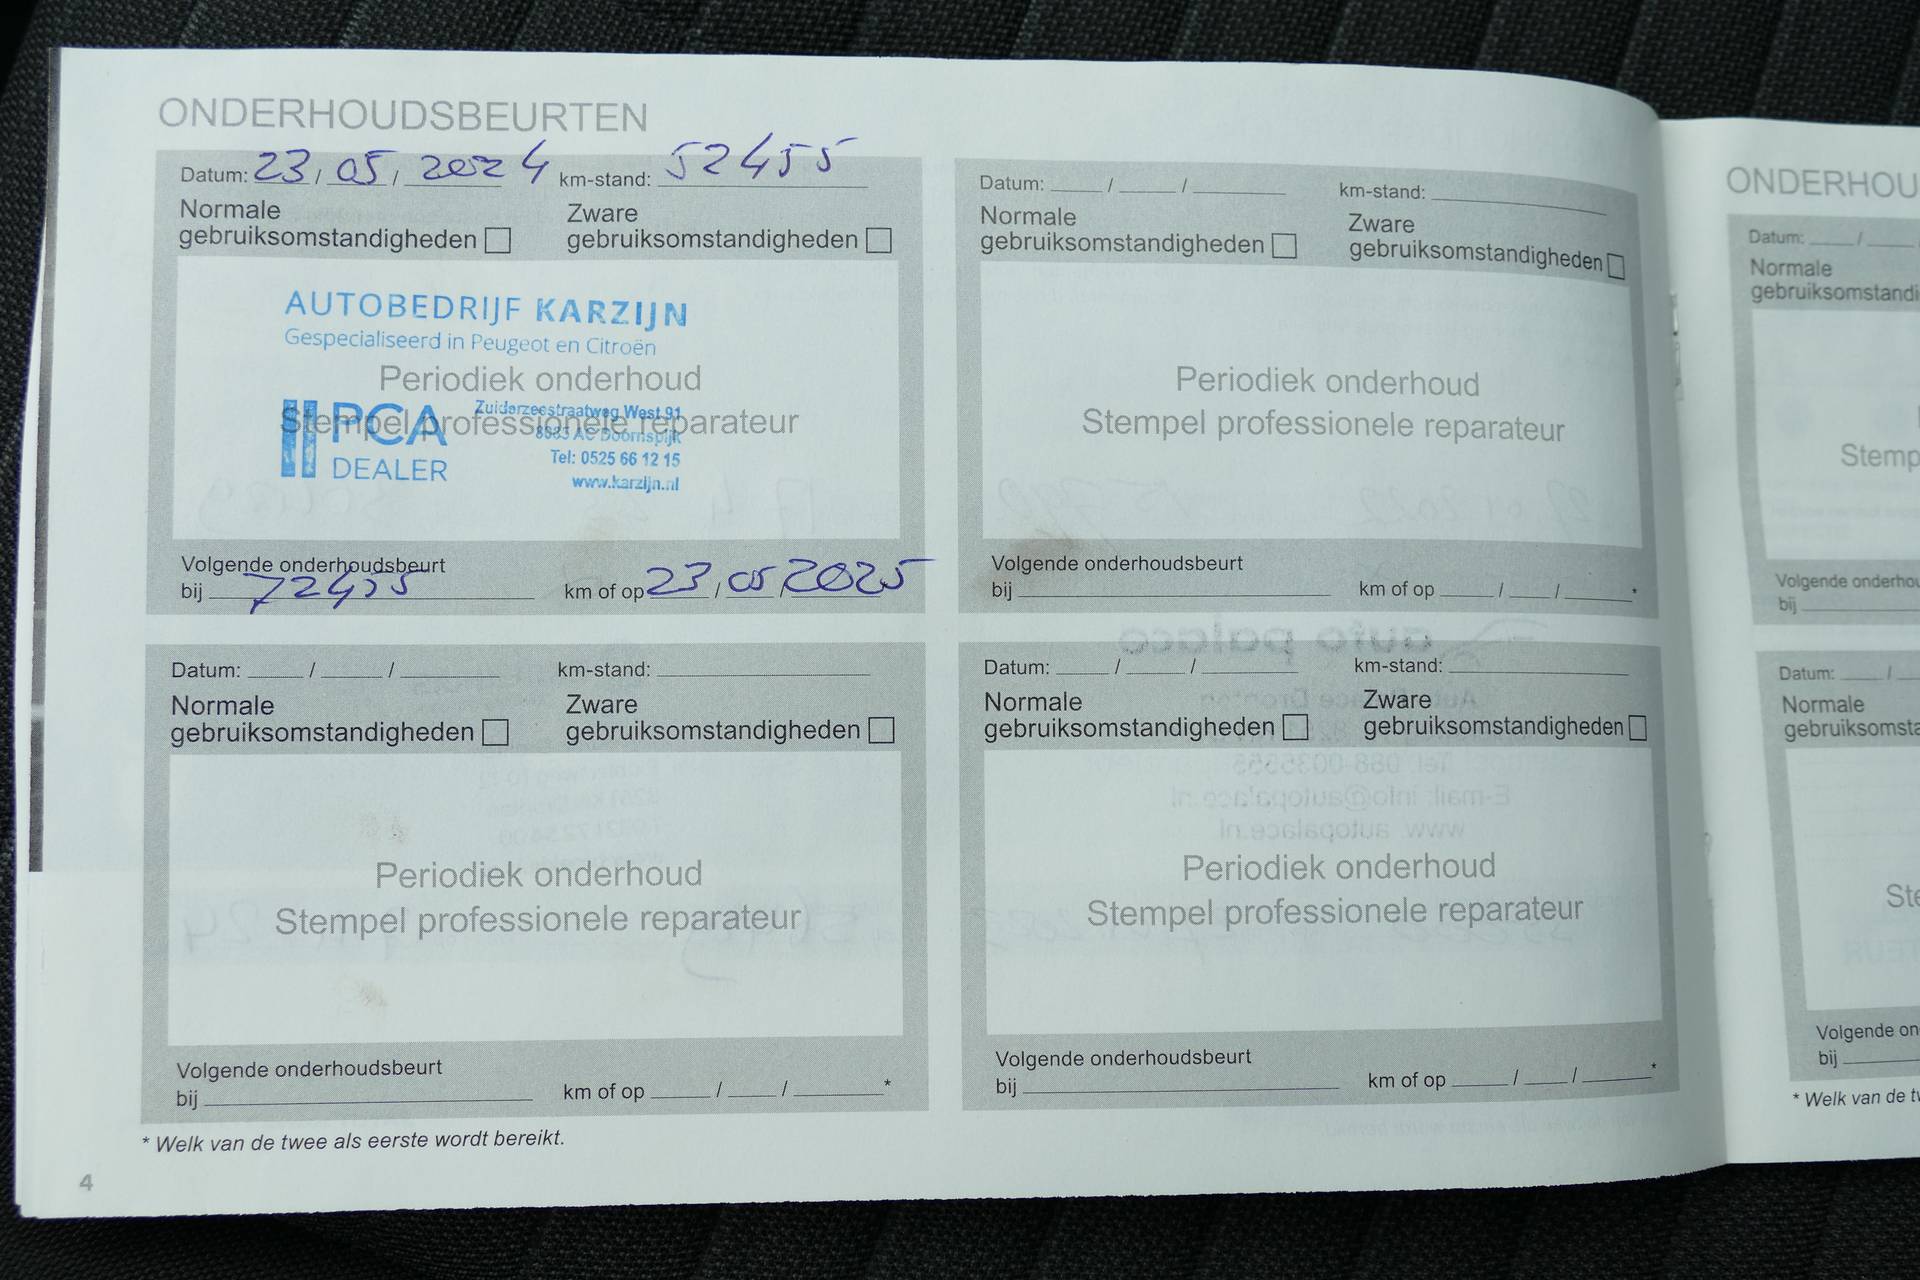 ONDERHOUDSBEURTEN
Datum: 23 / 05 / 2024 km-stand: 52455
Normale gebruiksomstandigheden
Zware gebruiksomstandigheden
AUTOBEDRIJF KARZIJN
Gespecialiseerd in Peugeot en Citroën
Periodiek onderhoud
Stempel professionele reparateur
PCA
DEALER
Zuiderzeestraatweg West 91
Doornspijk
Tel: 0525 66 12 15
www.karzijn.nl
Volgende onderhoudsbeurt
bij 72455 km of op 23 / 05 / 2025
Datum: / / km-stand:
Normale gebruiksomstandigheden
Zware gebruiksomstandigheden
Periodiek onderhoud
Stempel professionele reparateur
Volgende onderhoudsbeurt
bij km of op / / *
Datum: / / km-stand:
Normale gebruiksomstandigheden
Zware gebruiksomstandigheden
Periodiek onderhoud
Stempel professionele reparateur
Volgende onderhoudsbeurt
bij km of op / / *
Datum: / / km-stand:
Normale gebruiksomstandigheden
Zware gebruiksomstandigheden
Periodiek onderhoud
Stempel professionele reparateur
Volgende onderhoudsbeurt
bij km of op / / *
* Welk van de twee als eerste wordt bereikt.
4
ONDERHOU
Datum: / /
Normale
gebruiksomstandi
Stemp
Volgende onderhou
bij
Datum: / /
Normale
gebruiksomsta
Ste
Volgende on
bij
* Welk van de tw